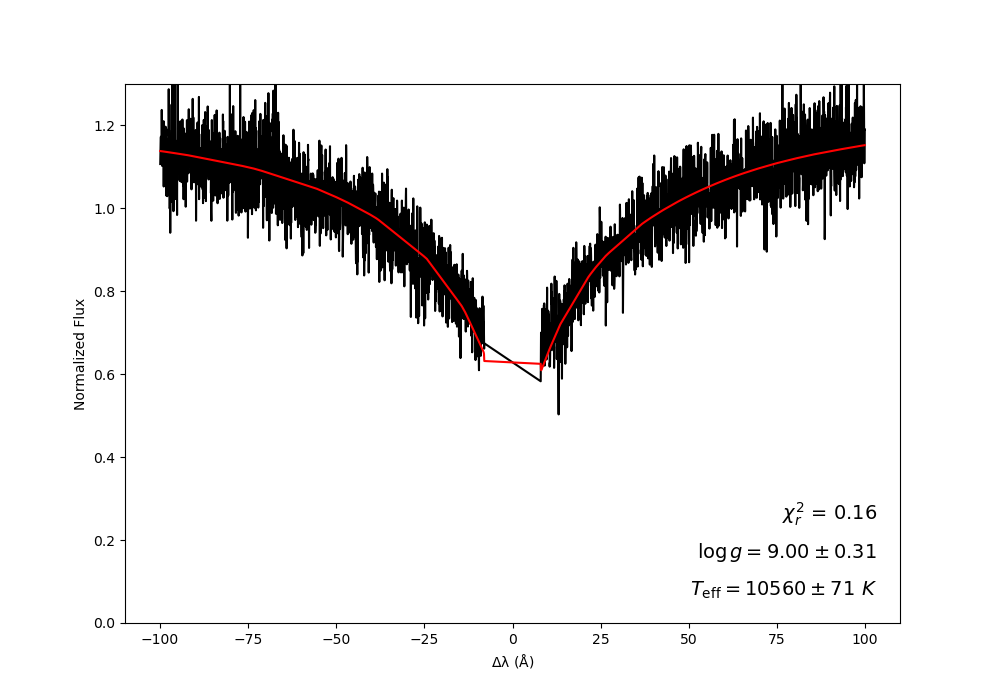 Normalized Flux
1.2
1.0
0.8
0.6
0.4
0.2
0.0
χ²ᵣ = 0.16
log g = 9.00 ± 0.31
T_eff = 10560 ± 71 K
−100 −75 −50 −25 0 25 50 75 100
Δλ (Å)